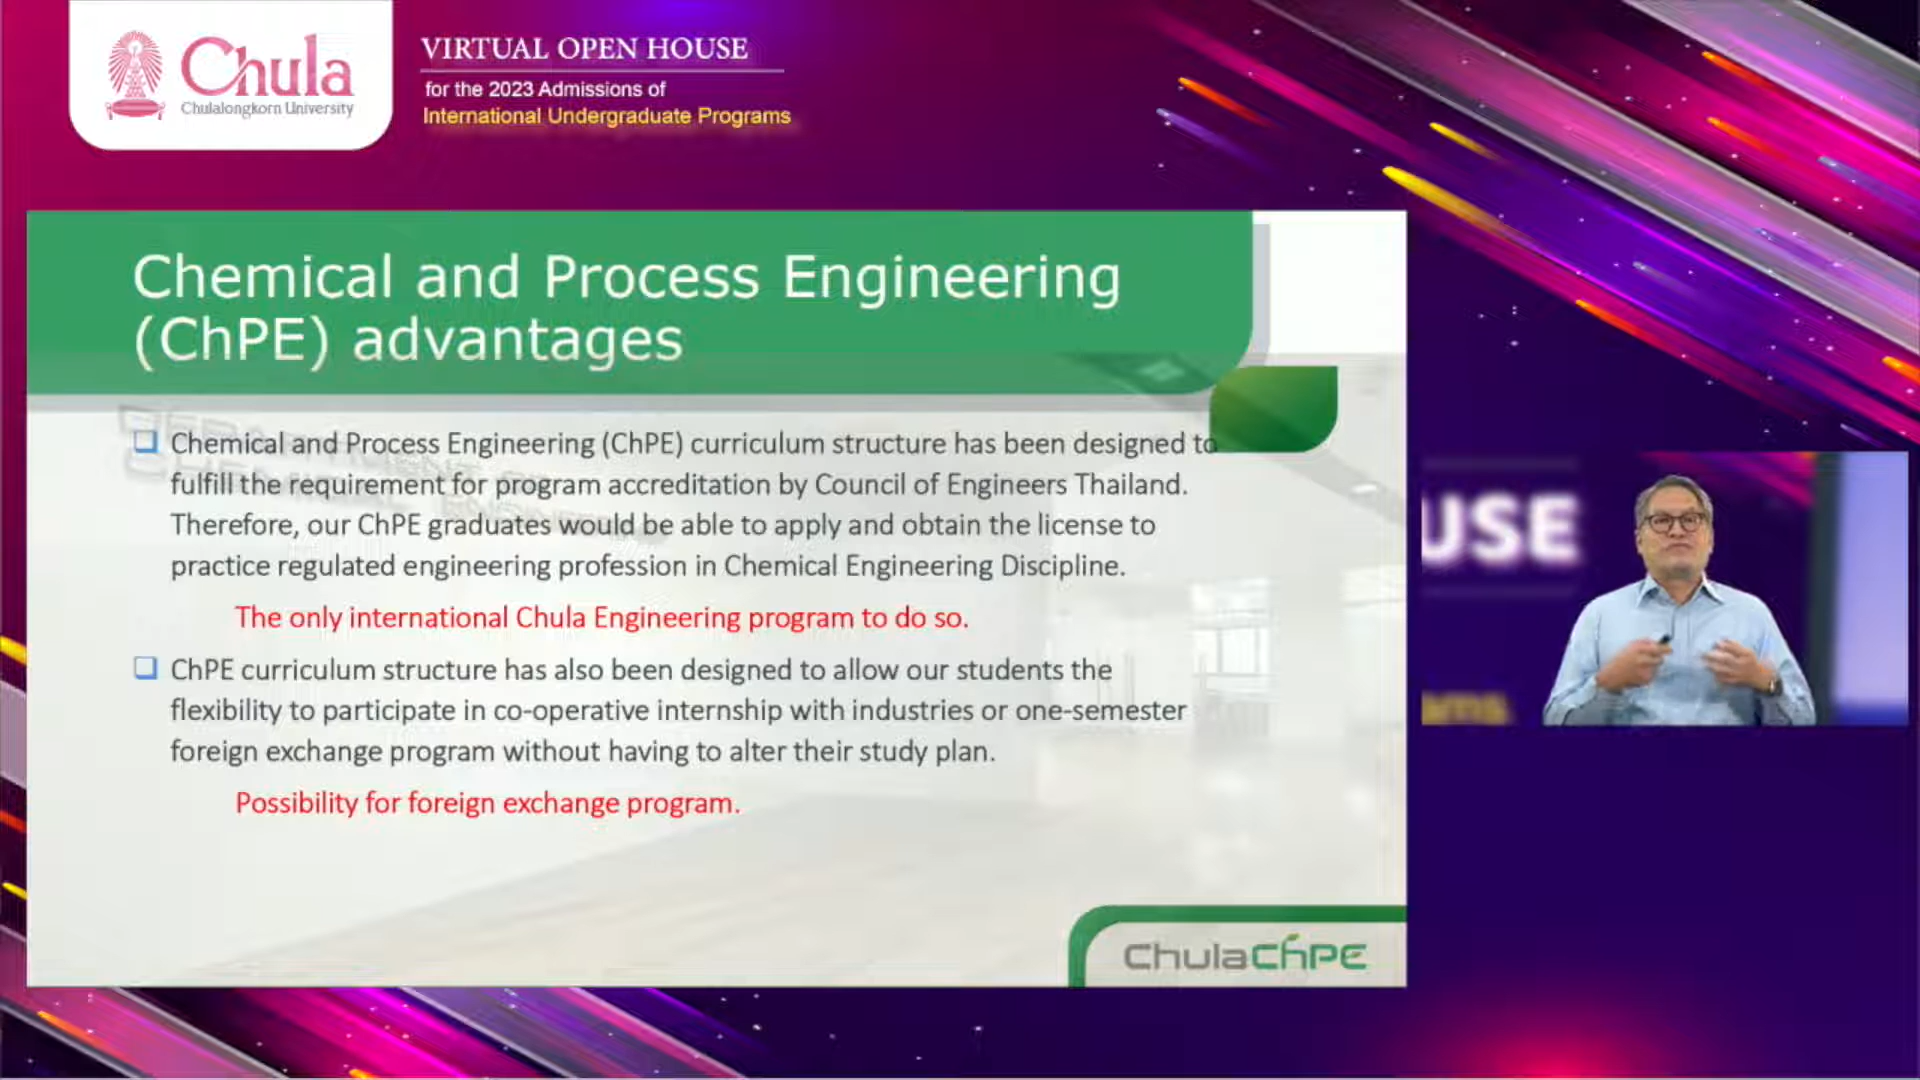 Chula
Chulalongkorn University
VIRTUAL OPEN HOUSE
for the 2023 Admissions of
International Undergraduate Programs
Chemical and Process Engineering
(ChPE) advantages
Chemical and Process Engineering (ChPE) curriculum structure has been designed to
fulfill the requirement for program accreditation by Council of Engineers Thailand.
Therefore, our ChPE graduates would be able to apply and obtain the license to
practice regulated engineering profession in Chemical Engineering Discipline.
The only international Chula Engineering program to do so.
ChPE curriculum structure has also been designed to allow our students the
flexibility to participate in co-operative internship with industries or one-semester
foreign exchange program without having to alter their study plan.
Possibility for foreign exchange program.
ChulaChPE
USE